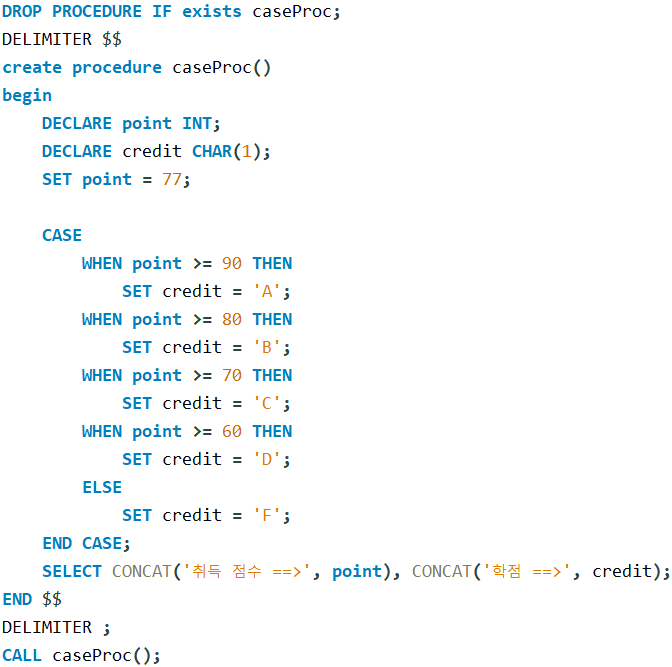 DROP PROCEDURE IF exists caseProc;
DELIMITER $$
create procedure caseProc()
begin
    DECLARE point INT;
    DECLARE credit CHAR(1);
    SET point = 77;

    CASE
        WHEN point >= 90 THEN
            SET credit = 'A';
        WHEN point >= 80 THEN
            SET credit = 'B';
        WHEN point >= 70 THEN
            SET credit = 'C';
        WHEN point >= 60 THEN
            SET credit = 'D';
        ELSE
            SET credit = 'F';
    END CASE;
    SELECT CONCAT('취득 점수 ==>', point), CONCAT('학점 ==>', credit);
END $$
DELIMITER ;
CALL caseProc();